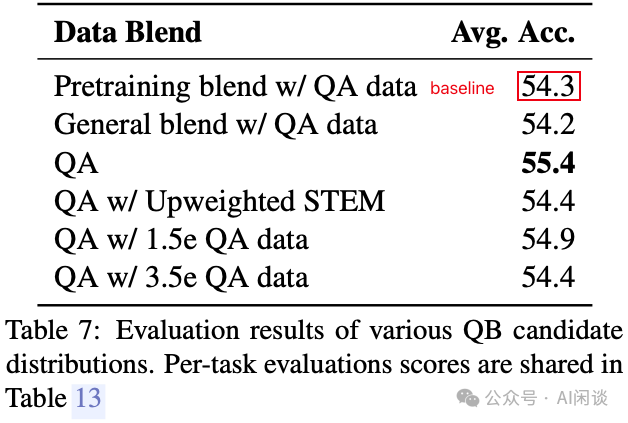 Data Blend Avg. Acc.
Pretraining blend w/ QA data baseline 54.3
General blend w/ QA data 54.2
QA 55.4
QA w/ Upweighted STEM 54.4
QA w/ 1.5e QA data 54.9
QA w/ 3.5e QA data 54.4
Table 7: Evaluation results of various QB candidate
distributions. Per-task evaluations scores are shared in
Table 13
公众号 · AI闲谈